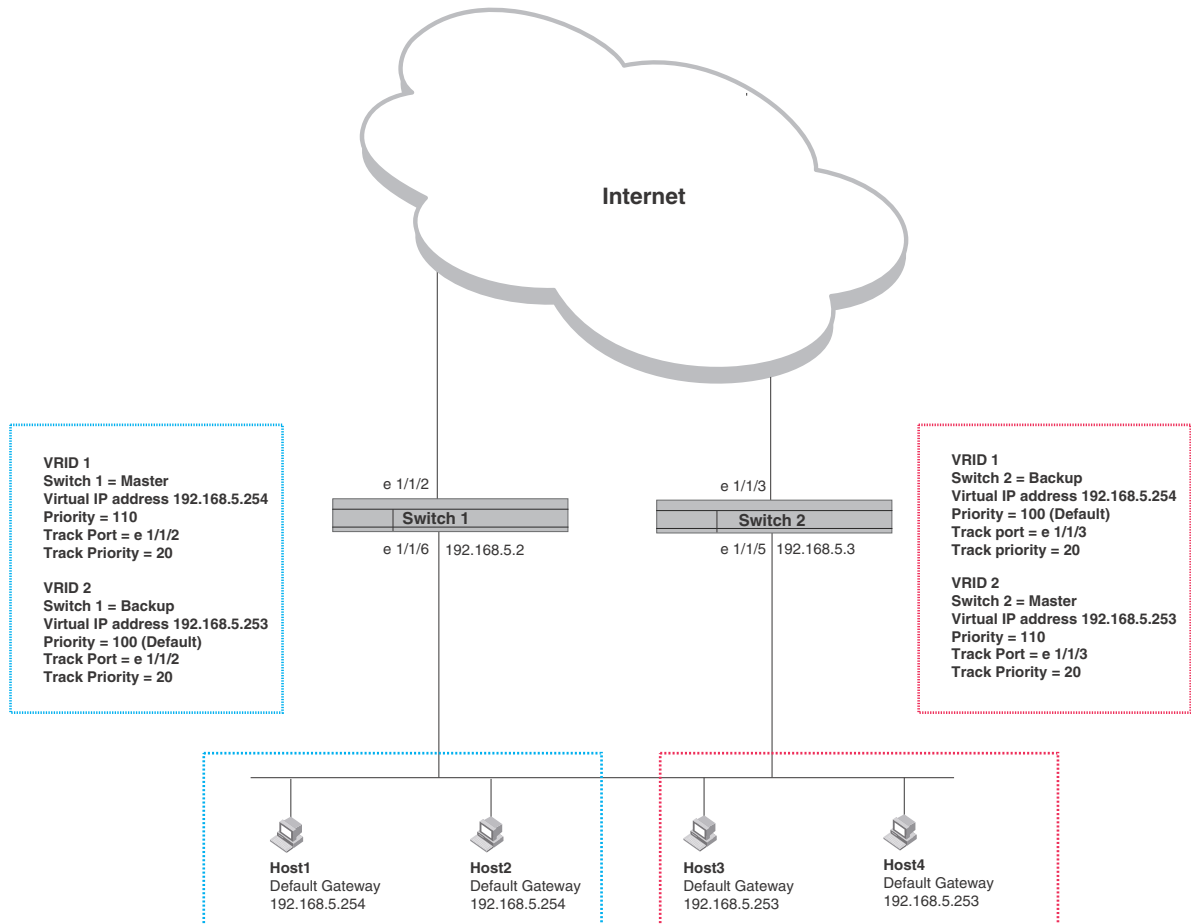 Internet
VRID 1
Switch 1 = Master
Virtual IP address 192.168.5.254
Priority = 110
Track Port = e 1/1/2
Track Priority = 20
VRID 2
Switch 1 = Backup
Virtual IP address 192.168.5.253
Priority = 100 (Default)
Track Port = e 1/1/2
Track Priority = 20
e 1/1/2
Switch 1
e 1/1/6
192.168.5.2
e 1/1/3
Switch 2
e 1/1/5
192.168.5.3
VRID 1
Switch 2 = Backup
Virtual IP address 192.168.5.254
Priority = 100 (Default)
Track port = e 1/1/3
Track priority = 20
VRID 2
Switch 2 = Master
Virtual IP address 192.168.5.253
Priority = 110
Track Port = e 1/1/3
Track Priority = 20
Host1
Default Gateway
192.168.5.254
Host2
Default Gateway
192.168.5.254
Host3
Default Gateway
192.168.5.253
Host4
Default Gateway
192.168.5.253